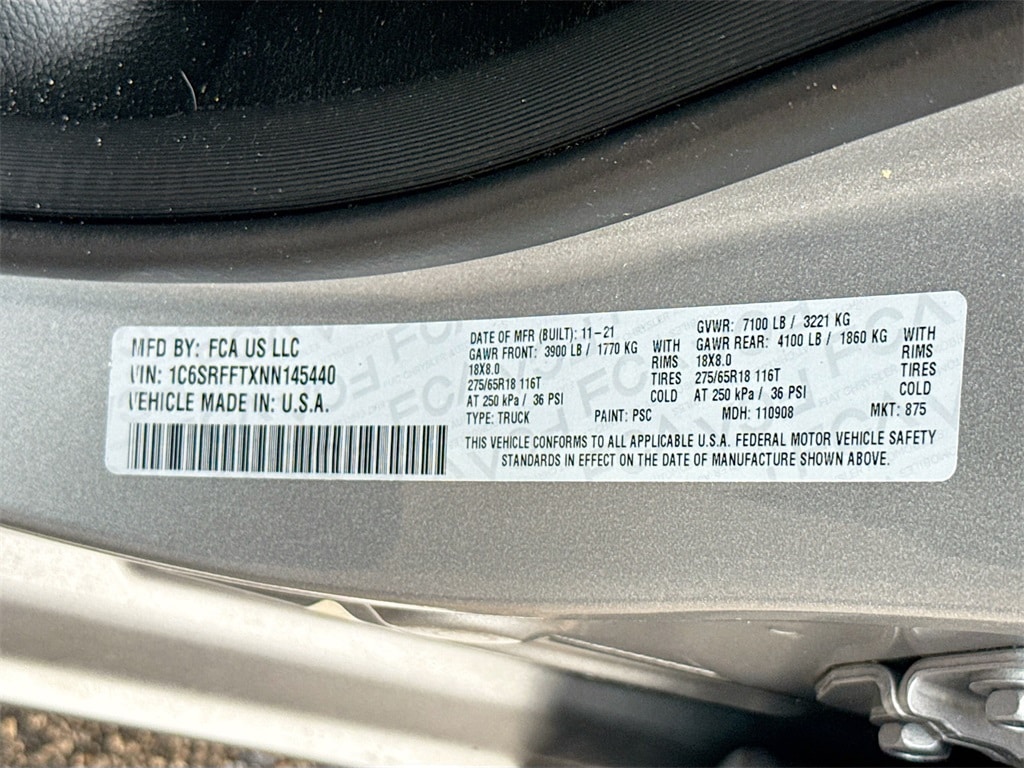 MFD BY: FCA US LLC
VIN: 1C6SRFFTXNN145440
VEHICLE MADE IN: U.S.A.
DATE OF MFR (BUILT): 11-21
GAWR FRONT: 3900 LB / 1770 KG WITH
18X8.0 RIMS
275/65R18 116T TIRES
AT 250 kPa / 36 PSI COLD
TYPE: TRUCK PAINT: PSC
GVWR: 7100 LB / 3221 KG
GAWR REAR: 4100 LB / 1860 KG WITH
18X8.0 RIMS
275/65R18 116T TIRES
AT 250 kPa / 36 PSI COLD
MDH: 110908 MKT: 875
THIS VEHICLE CONFORMS TO ALL APPLICABLE U.S.A. FEDERAL MOTOR VEHICLE SAFETY
STANDARDS IN EFFECT ON THE DATE OF MANUFACTURE SHOWN ABOVE.